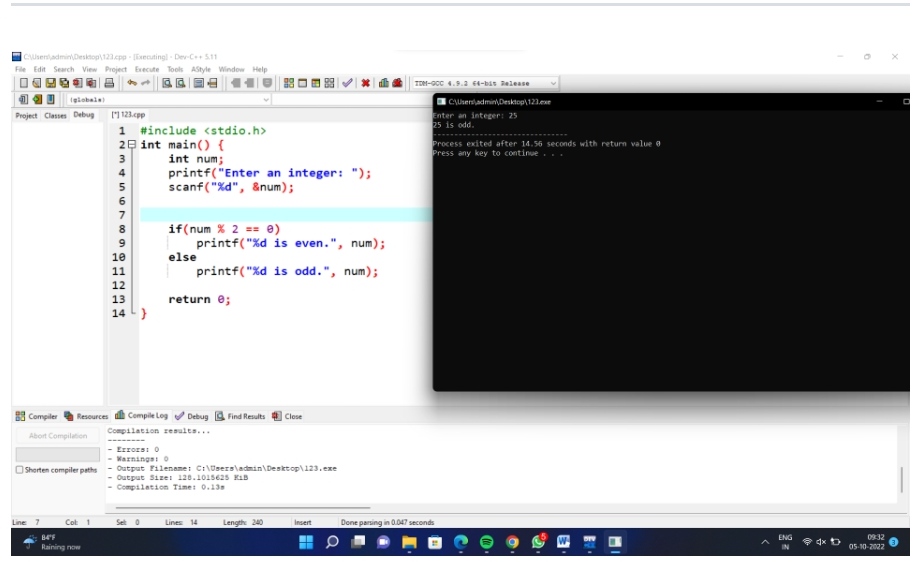 C:\Users\admin\Desktop\123.cpp - [Executing] - Dev-C++ 5.11
File Edit Search View Project Execute Tools AStyle Window Help
TDM-GCC 4.9.2 64-bit Release
(globals)
Project Classes Debug
[*] 123.cpp
1 #include <stdio.h>
2 int main() {
3 int num;
4 printf("Enter an integer: ");
5 scanf("%d", &num);
6
7
8 if(num % 2 == 0)
9 printf("%d is even.", num);
10 else
11 printf("%d is odd.", num);
12
13 return 0;
14 }
C:\Users\admin\Desktop\123.exe
Enter an integer: 25
25 is odd.
--------------------------------
Process exited after 14.56 seconds with return value 0
Press any key to continue . . .
Compiler Resources Compile Log Debug Find Results Close
Abort Compilation
Shorten compiler paths
Compilation results...
--------
- Errors: 0
- Warnings: 0
- Output Filename: C:\Users\admin\Desktop\123.exe
- Output Size: 128.1015625 KiB
- Compilation Time: 0.13s
Line: 7 Col: 1 Sel: 0 Lines: 14 Length: 240 Insert Done parsing in 0.047 seconds
84°F
Raining now
ENG
IN
09:32
05-10-2022